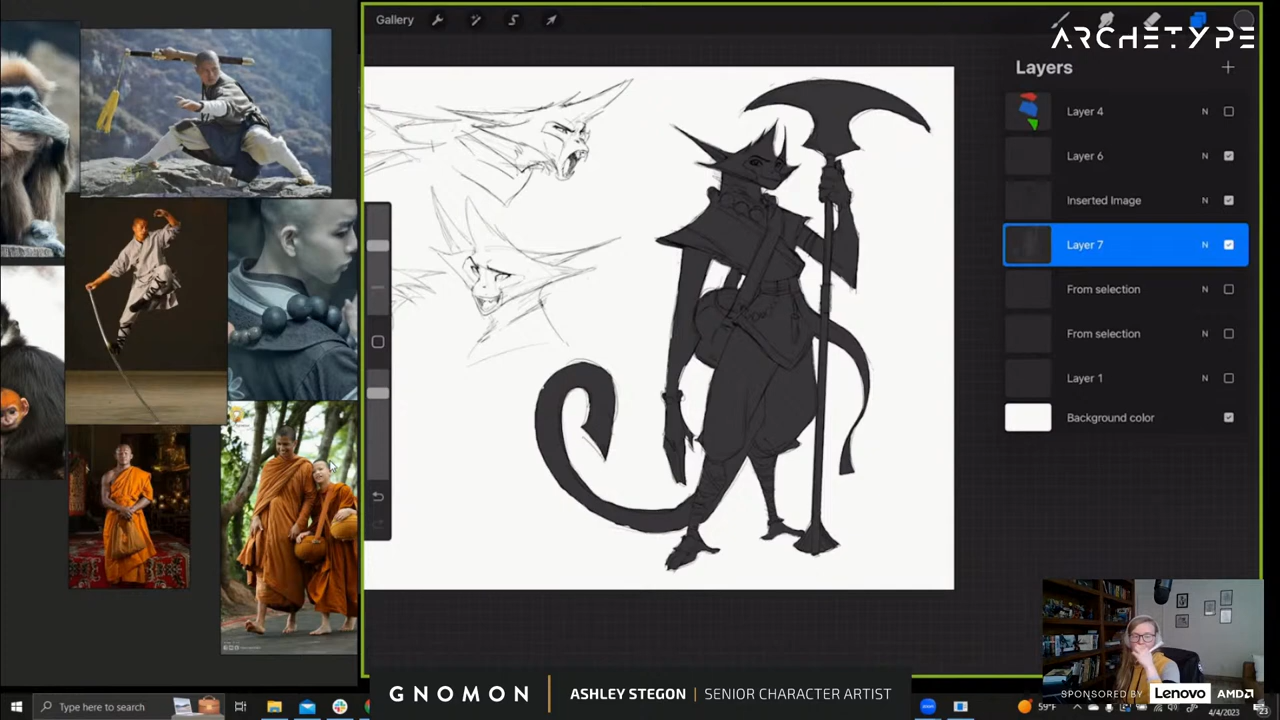 Gallery
ARCHETYPE
Layers
Layer 4
N
Layer 6
N
Inserted Image
N
Layer 7
N
From selection
N
From selection
N
Layer 1
N
Background color
GNOMON
ASHLEY STEGON | SENIOR CHARACTER ARTIST
SPONSORED BY Lenovo AMD
Type here to search
59°F
4/4/2023